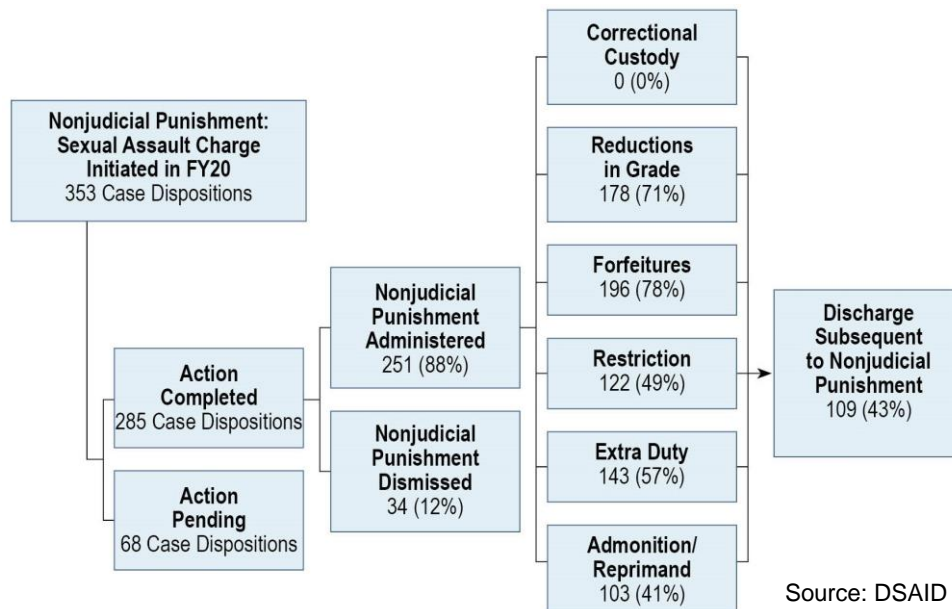 Nonjudicial Punishment:
Sexual Assault Charge
Initiated in FY20
353 Case Dispositions
Action
Completed
285 Case Dispositions
Action
Pending
68 Case Dispositions
Nonjudicial
Punishment
Administered
251 (88%)
Nonjudicial
Punishment
Dismissed
34 (12%)
Correctional
Custody
0 (0%)
Reductions
in Grade
178 (71%)
Forfeitures
196 (78%)
Restriction
122 (49%)
Extra Duty
143 (57%)
Admonition/
Reprimand
103 (41%)
Discharge
Subsequent
to Nonjudicial
Punishment
109 (43%)
Source: DSAID